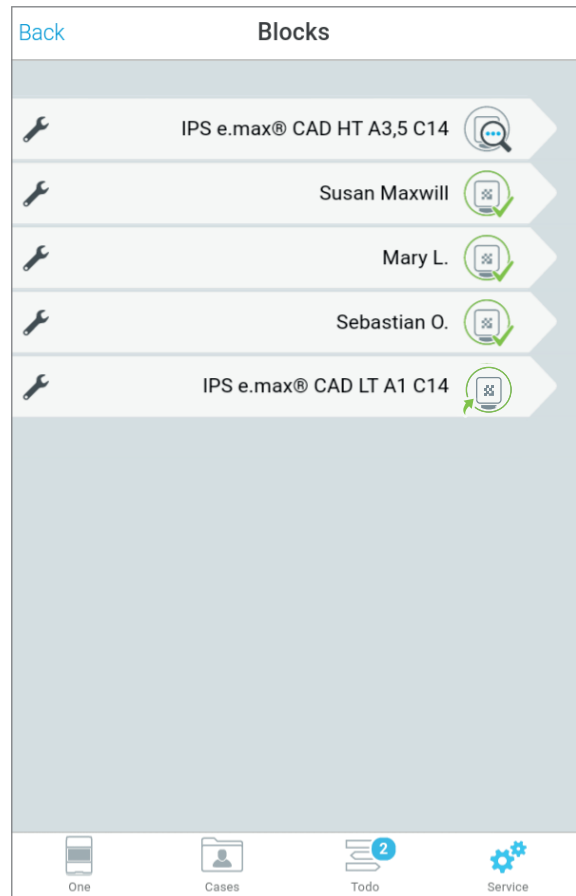 Back Blocks
IPS e.max® CAD HT A3,5 C14
Susan Maxwill
Mary L.
Sebastian O.
IPS e.max® CAD LT A1 C14
2
One Cases Todo Service